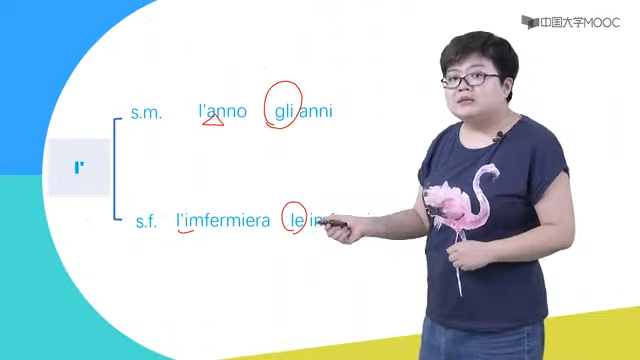 中国大学MOOC
s.m. l'anno gli anni
l'
s.f. l'imfermiera le